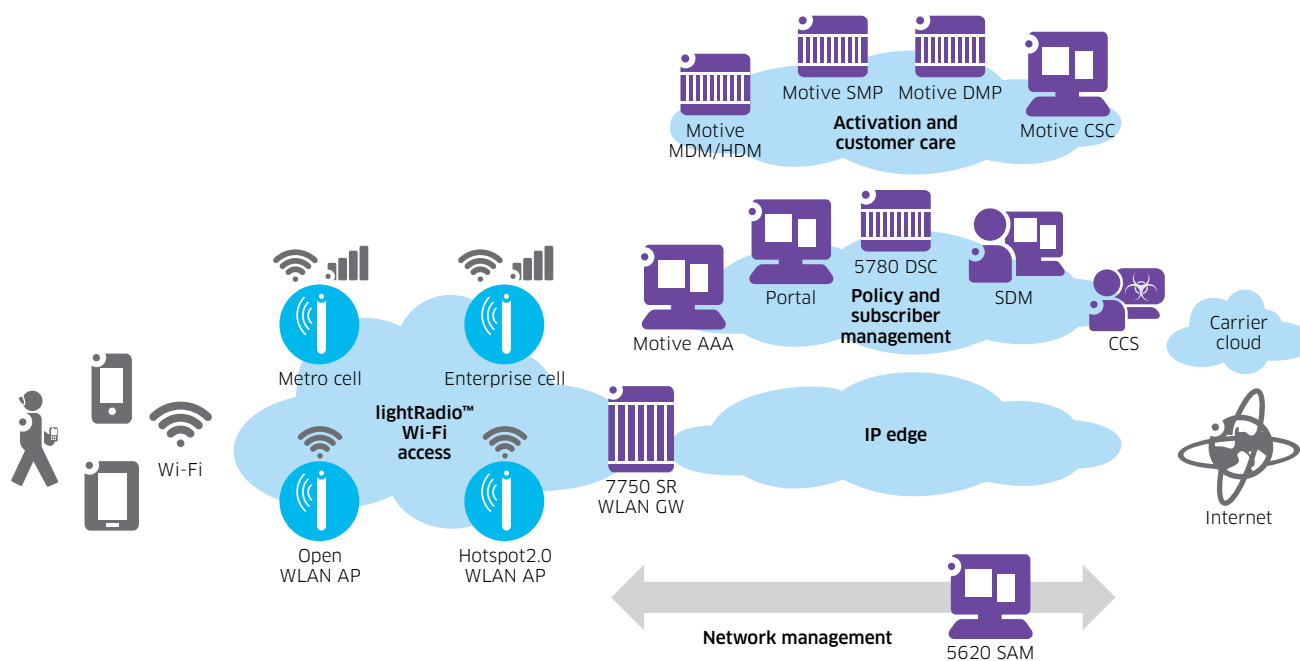 Motive SMP
Motive DMP
Motive
MDM/HDM
Activation and
customer care
Motive CSC
5780 DSC
Portal
SDM
Policy and
subscriber
management
Motive AAA
CCS
Carrier
cloud
Metro cell
Enterprise cell
lightRadio™
Wi-Fi
access
Wi-Fi
IP edge
7750 SR
WLAN GW
Internet
Open
WLAN AP
Hotspot2.0
WLAN AP
Network management
5620 SAM